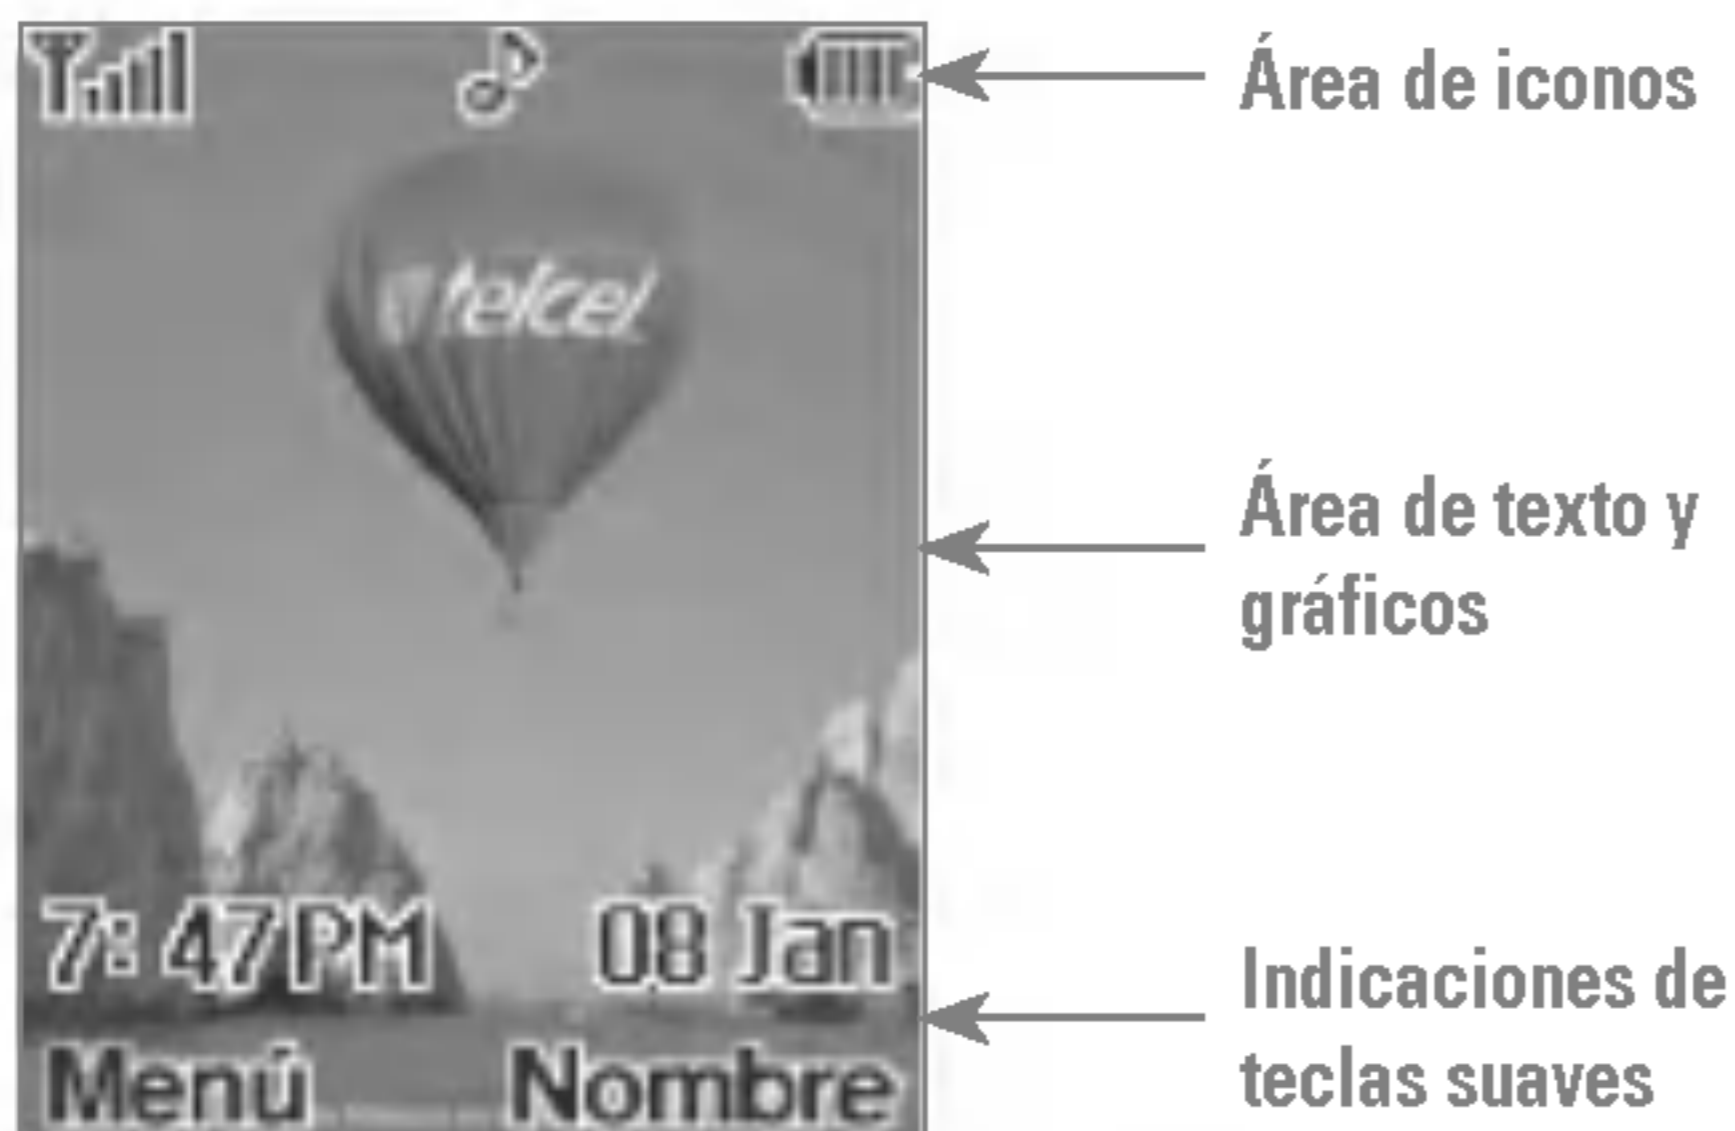 Área de iconos
telcel
Área de texto y
gráficos
7:47PM 08 Jan
Indicaciones de
teclas suaves
Menú Nombre